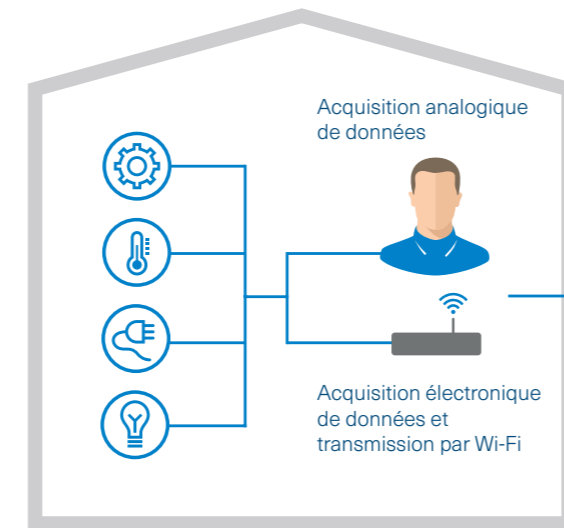 Acquisition analogique
de données
Acquisition électronique
de données et
transmission par Wi-Fi